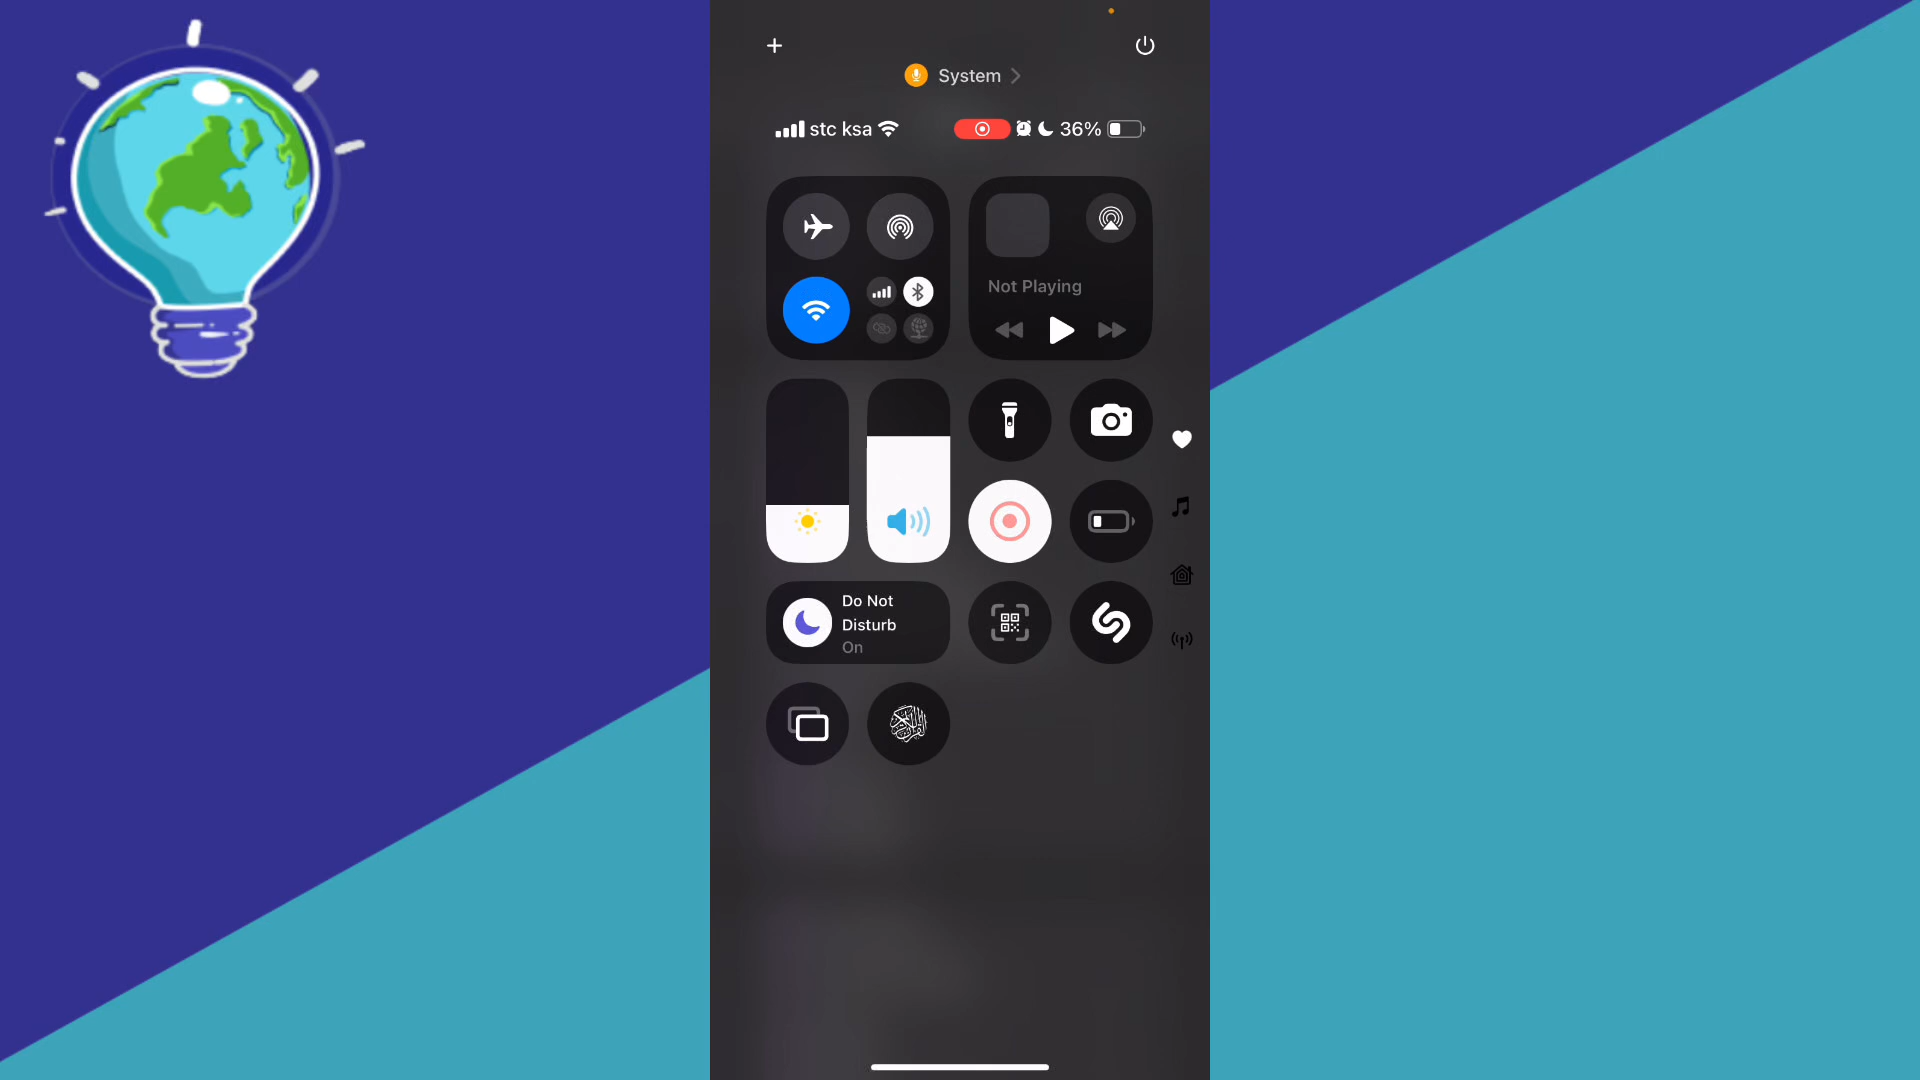 System
stc ksa 36%
Not Playing
Do Not
Disturb
On